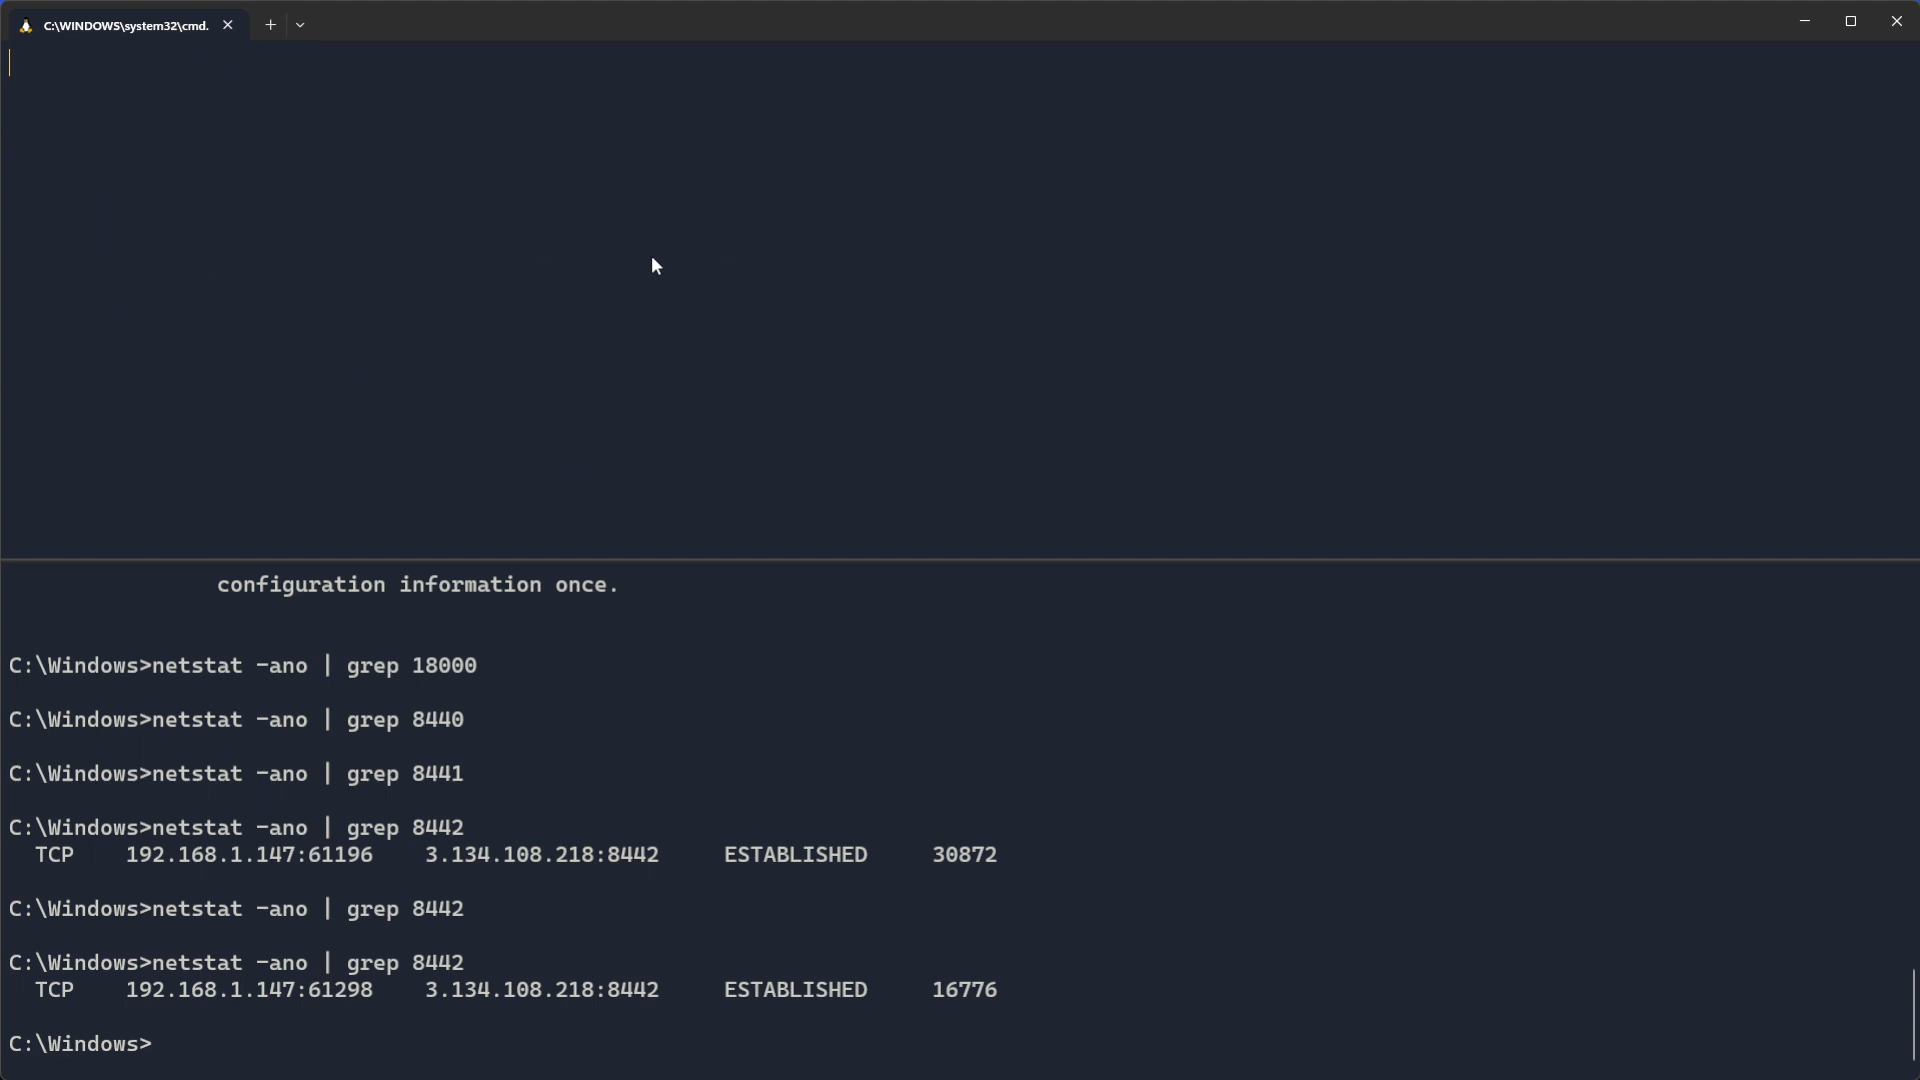 C:\WINDOWS\system32\cmd.
configuration information once.
C:\Windows>netstat -ano | grep 18000
C:\Windows>netstat -ano | grep 8440
C:\Windows>netstat -ano | grep 8441
C:\Windows>netstat -ano | grep 8442
TCP 192.168.1.147:61196 3.134.108.218:8442 ESTABLISHED 30872
C:\Windows>netstat -ano | grep 8442
C:\Windows>netstat -ano | grep 8442
TCP 192.168.1.147:61298 3.134.108.218:8442 ESTABLISHED 16776
C:\Windows>